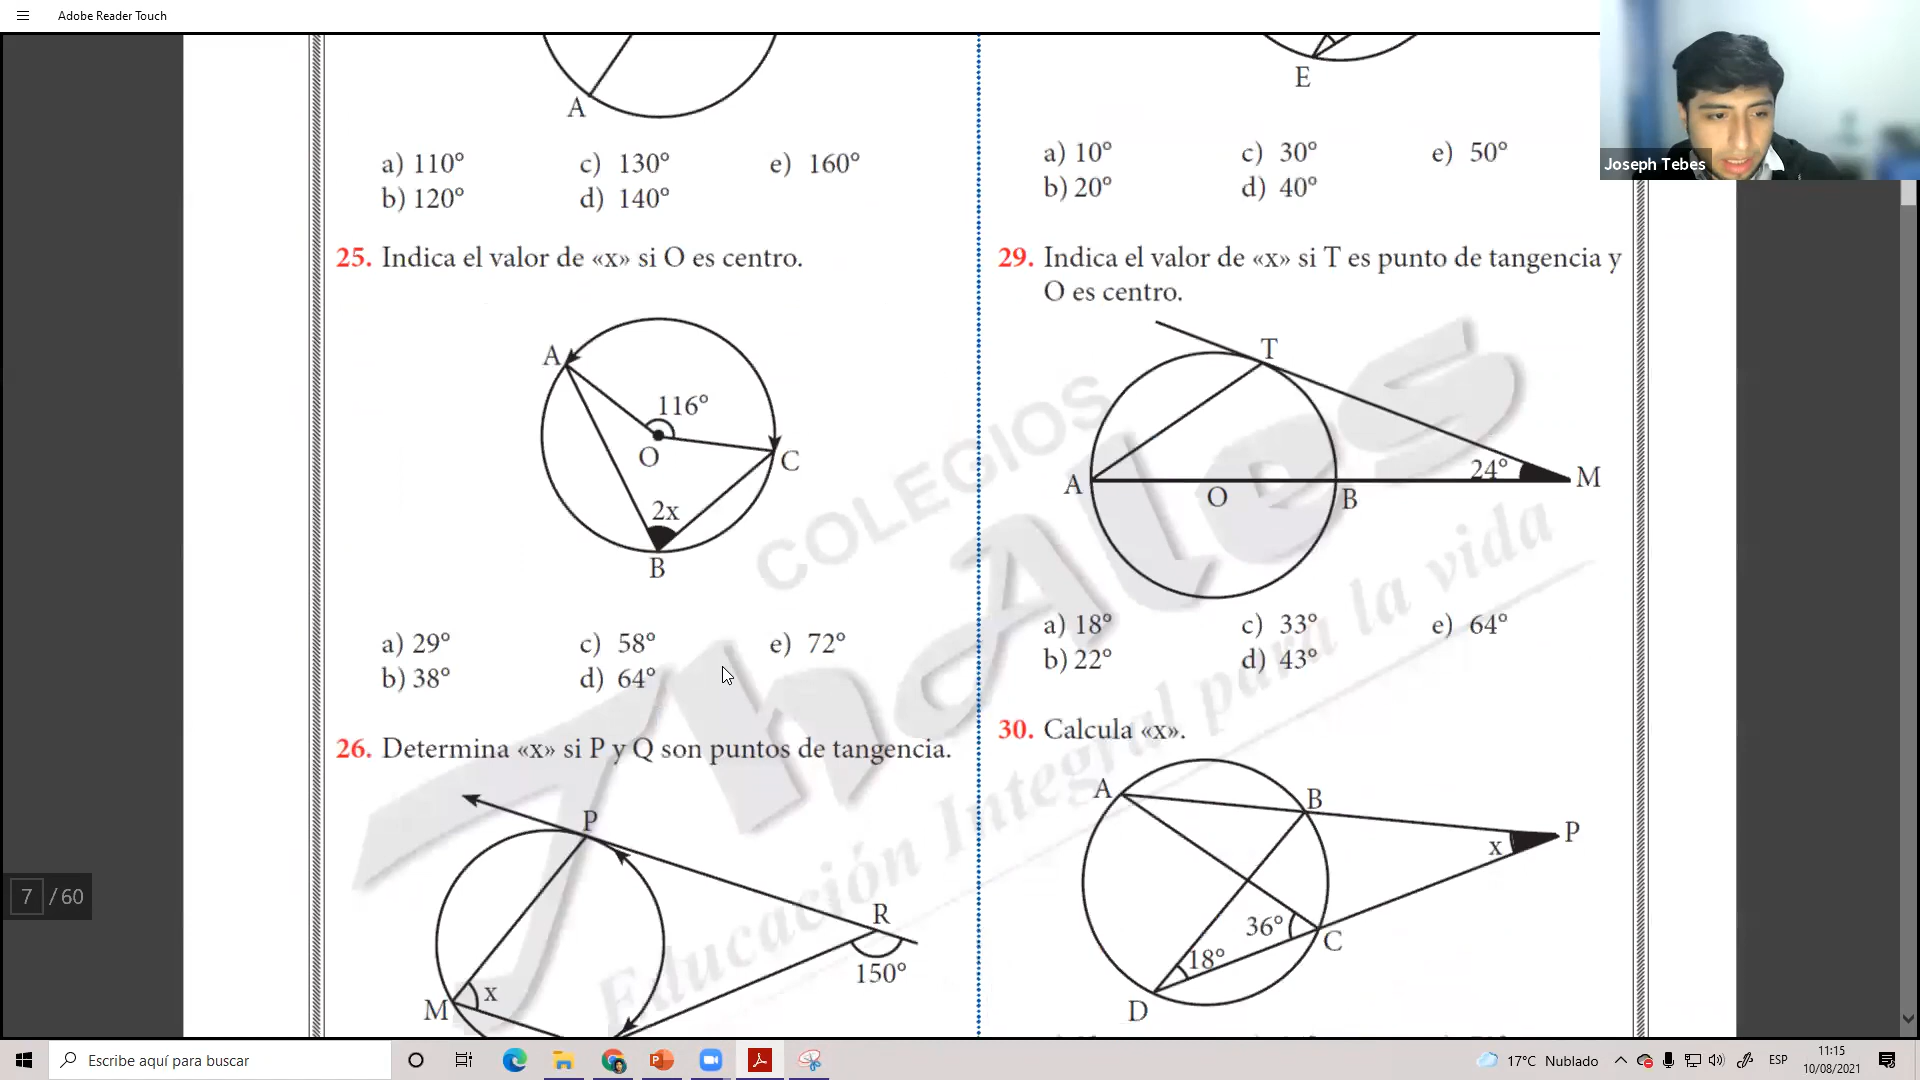 Adobe Reader Touch
A
a) 110°
c) 130°
e) 160°
b) 120°
d) 140°
25. Indica el valor de «x» si O es centro.
A
116°
O
C
2x
B
a) 29°
c) 58°
e) 72°
b) 38°
d) 64°
26. Determina «x» si P y Q son puntos de tangencia.
P
R
150°
M
x
E
a) 10°
c) 30°
e) 50°
b) 20°
d) 40°
29. Indica el valor de «x» si T es punto de tangencia y
O es centro.
T
24°
M
A
O
B
a) 18°
c) 33°
e) 64°
b) 22°
d) 43°
30. Calcula «x».
A
B
P
x
36°
C
18°
D
COLEGIOS
Thales
Educación Integral para la vida
Joseph Tebes
7 / 60
Escribe aquí para buscar
17°C Nublado
ESP
11:15
10/08/2021